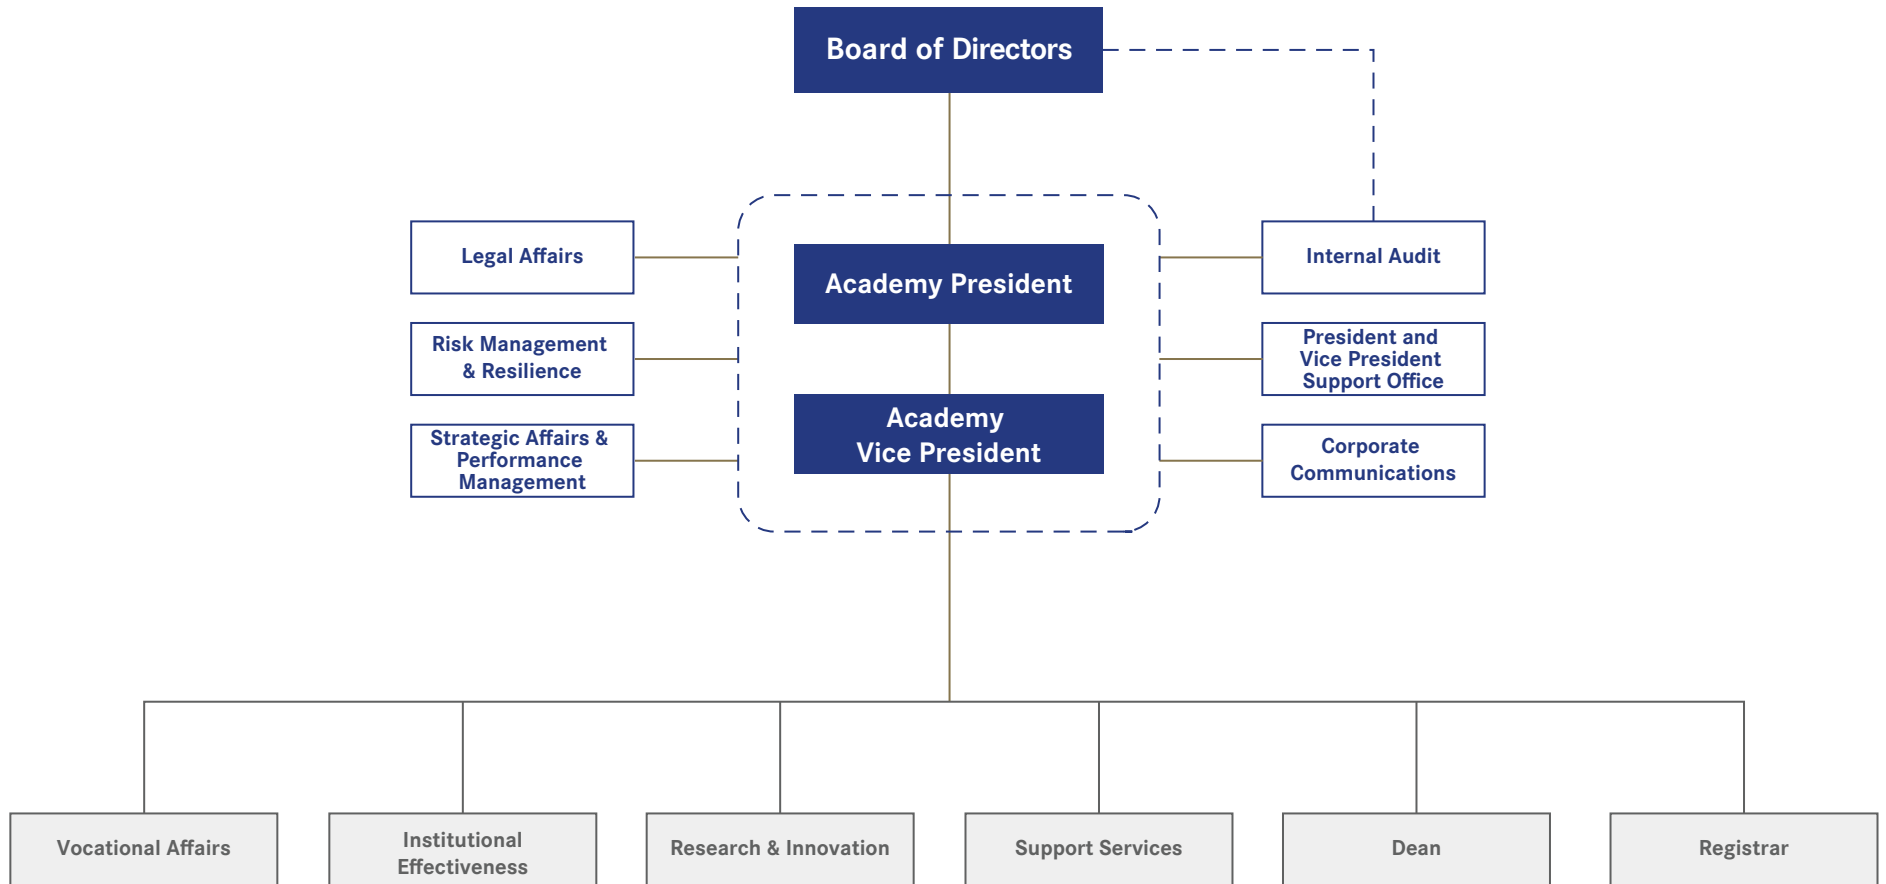 Board of Directors
Legal Affairs
Academy President
Internal Audit
Risk Management
& Resilience
President and
Vice President
Support Office
Strategic Affairs &
Performance
Management
Academy
Vice President
Corporate
Communications
Vocational Affairs
Institutional
Effectiveness
Research & Innovation
Support Services
Dean
Registrar